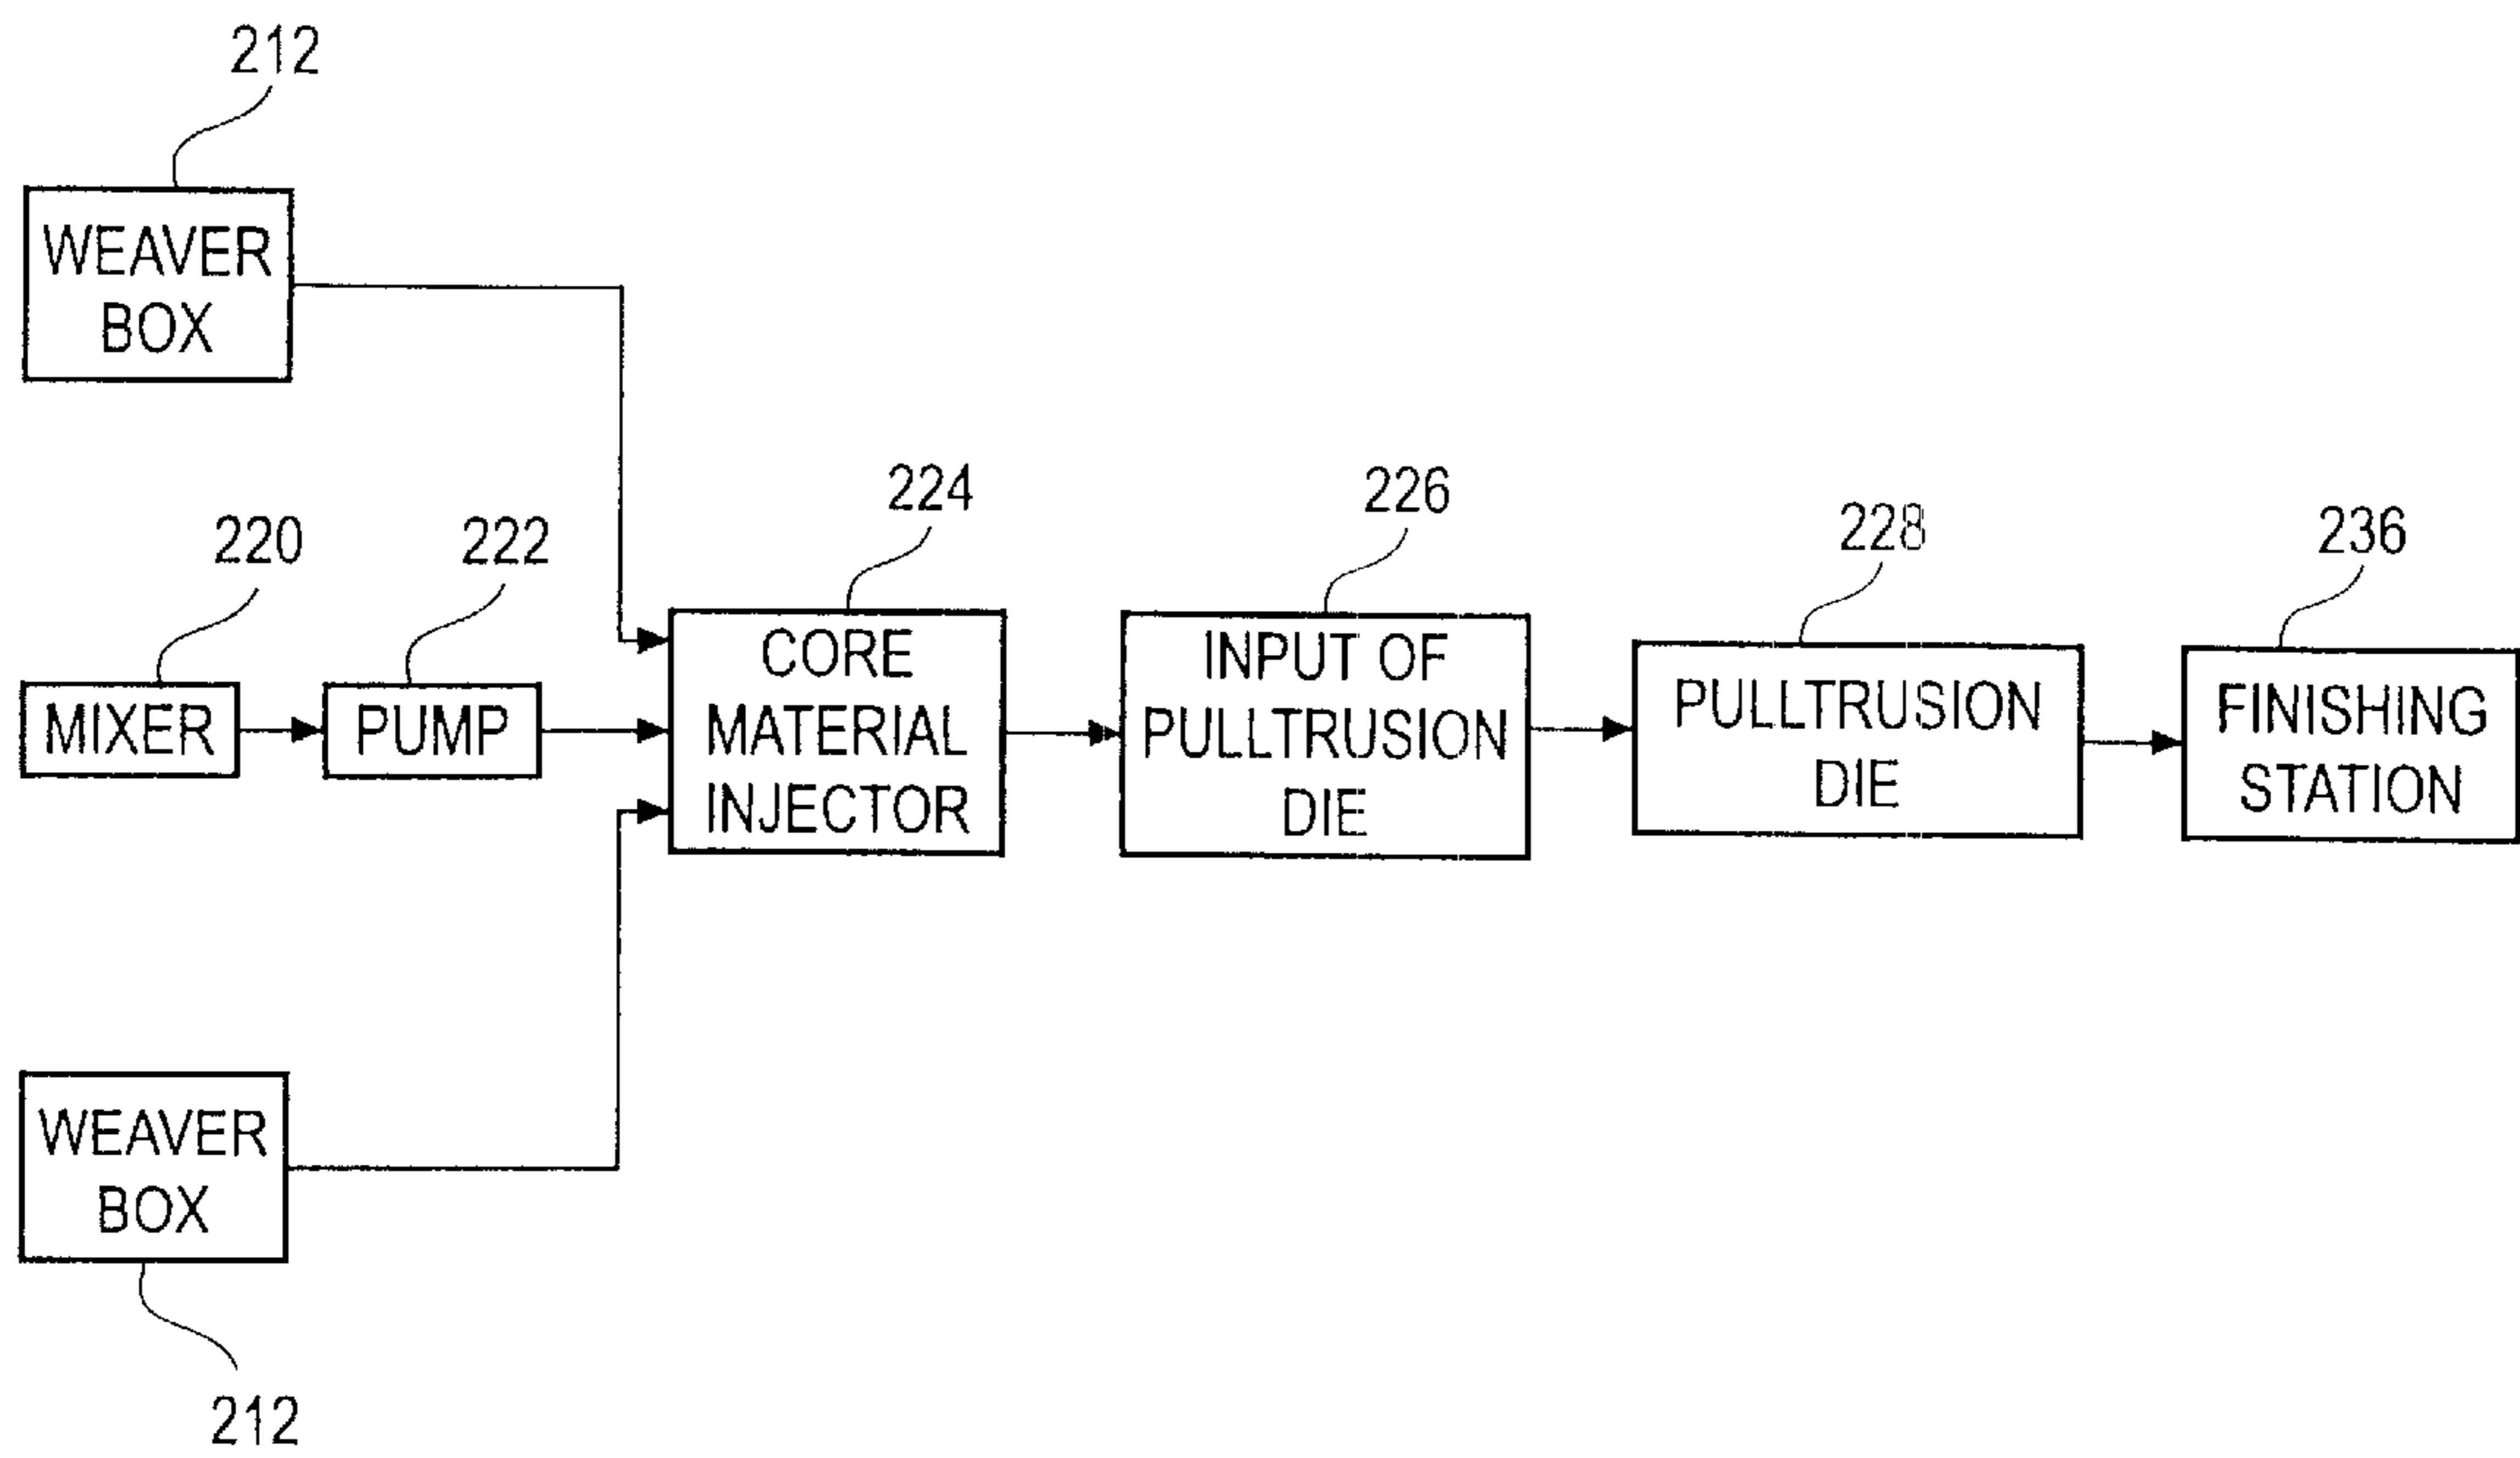 212
WEAVER
BOX
220
MIXER
222
PUMP
224
CORE
MATERIAL
INJECTOR
226
INPUT OF
PULLTRUSION
DIE
228
PULLTRUSION
DIE
236
FINISHING
STATION
WEAVER
BOX
212